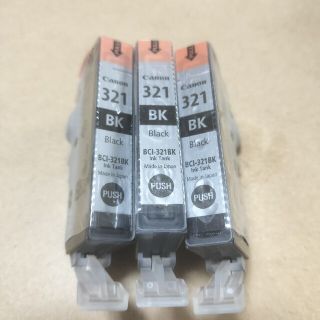 Canon
321
BK
Black
BCI-321BK
Ink Tank
Made in Japan
PUSH
Canon
321
BK
Black
BCI-321BK
Ink Tank
Made in Japan
PUSH
Canon
321
BK
Black
BCI-321BK
Ink Tank
Made in Japan
PUSH